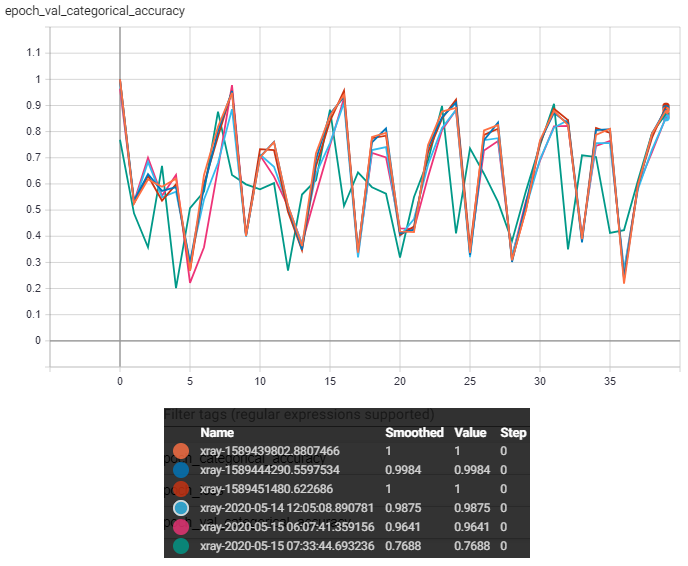 epoch_val_categorical_accuracy
1.1
1
0.9
0.8
0.7
0.6
0.5
0.4
0.3
0.2
0.1
0
0 5 10 15 20 25 30 35
Filter tags (regular expressions supported)
Name Smoothed Value Step
xray-1589439802.8807466 1 1 0
xray-1589444290.5597534 0.9984 0.9984 0
xray-1589451480.622686 1 1 0
xray-2020-05-14 12:05:08.890781 0.9875 0.9875 0
xray-2020-05-15 06:07:41.359156 0.9641 0.9641 0
xray-2020-05-15 07:33:44.693236 0.7688 0.7688 0